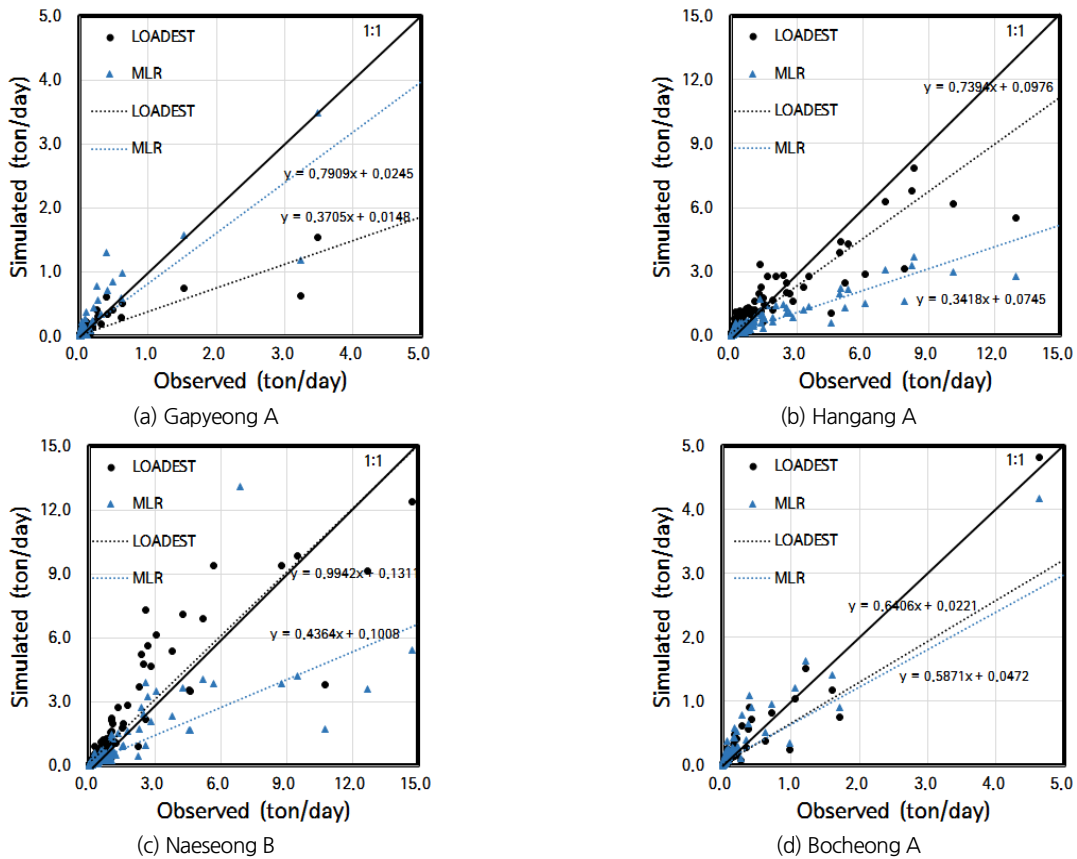 5.0
4.0
3.0
2.0
1.0
0.0
Simulated (ton/day)
LOADEST
MLR
LOADEST
MLR
1:1
y = 0.7909x + 0.0245
y = 0.3705x + 0.0148
0.0 1.0 2.0 3.0 4.0 5.0
Observed (ton/day)
(a) Gapyeong A
15.0
12.0
9.0
6.0
3.0
0.0
Simulated (ton/day)
LOADEST
MLR
LOADEST
MLR
1:1
y = 0.7394x + 0.0976
y = 0.3418x + 0.0745
0.0 3.0 6.0 9.0 12.0 15.0
Observed (ton/day)
(b) Hangang A
15.0
12.0
9.0
6.0
3.0
0.0
Simulated (ton/day)
LOADEST
MLR
LOADEST
MLR
1:1
y = 0.9942x + 0.1311
y = 0.4364x + 0.1008
0.0 3.0 6.0 9.0 12.0 15.0
Observed (ton/day)
(c) Naeseong B
5.0
4.0
3.0
2.0
1.0
0.0
Simulated (ton/day)
LOADEST
MLR
LOADEST
MLR
1:1
y = 0.6406x + 0.0221
y = 0.5871x + 0.0472
0.0 1.0 2.0 3.0 4.0 5.0
Observed (ton/day)
(d) Bocheong A